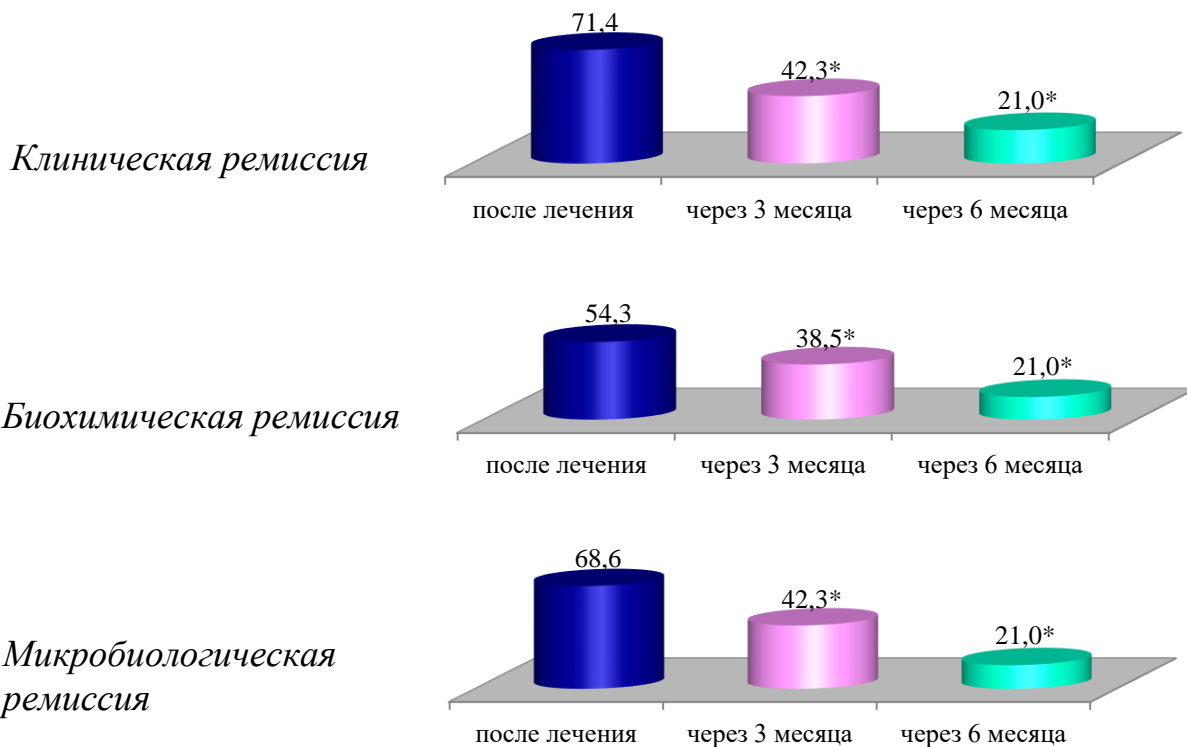 71,4
42,3*
21,0*
Клиническая ремиссия
после лечения через 3 месяца через 6 месяца
54,3
38,5*
21,0*
Биохимическая ремиссия
после лечения через 3 месяца через 6 месяца
68,6
42,3*
21,0*
Микробиологическая
ремиссия
после лечения через 3 месяца через 6 месяца